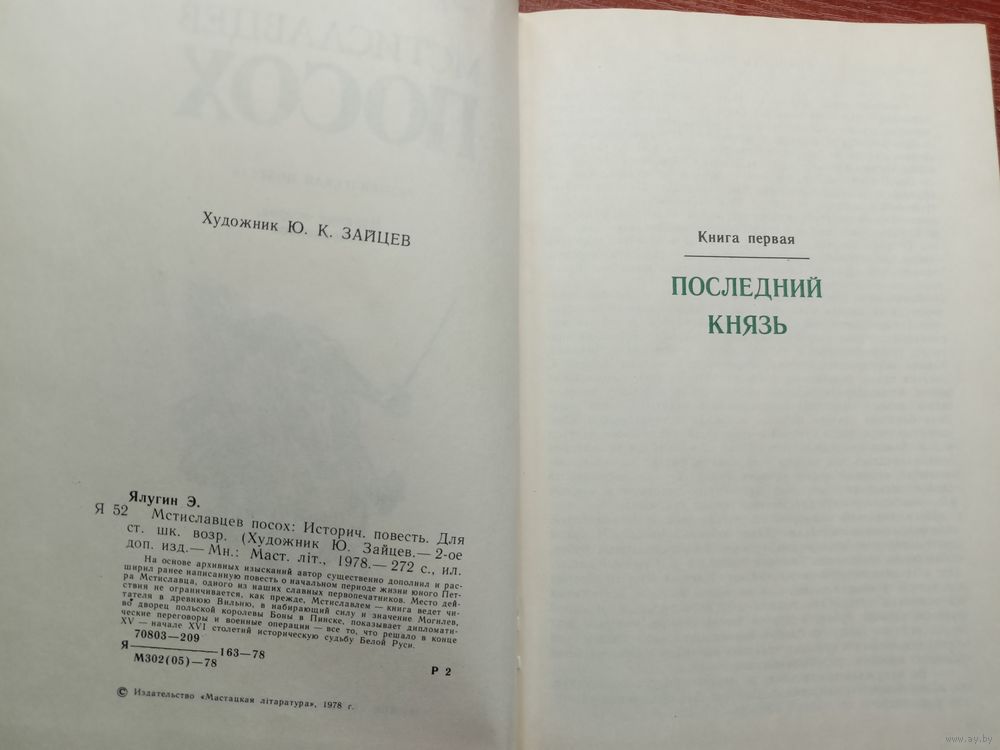 Художник Ю. К. ЗАЙЦЕВ
Ялугин Э.
Я 52 Мстиславцев посох: Историч. повесть. Для
ст. шк. возр. (Художник Ю. Зайцев.— 2-ое
доп. изд.— Мн.: Маст. літ., 1978.— 272 с., ил.
На основе архивных изысканий автор существенно дополнил и рас-
ширил ранее написанную повесть о начальном периоде жизни юного Пет-
ра Мстиславца, одного из наших славных первопечатников. Место дей-
ствия не ограничивается, как прежде, Мстиславлем — книга ведет чи-
тателя в древнюю Вильню, в набирающий силу и значение Могилев,
во дворец польской королевы Боны в Пинске, показывает дипломати-
ческие переговоры и военные операции — все то, что решало в конце
XV — начале XVI столетий историческую судьбу Белой Руси.
70803—209
Я 163—78
М302(05)—78
Р 2
© Издательство «Мастацкая літаратура», 1978 г.
Книга первая
ПОСЛЕДНИЙ
КНЯЗЬ
МСТИСЛАВЦЕВ
ПОСОХ
www.ay.by